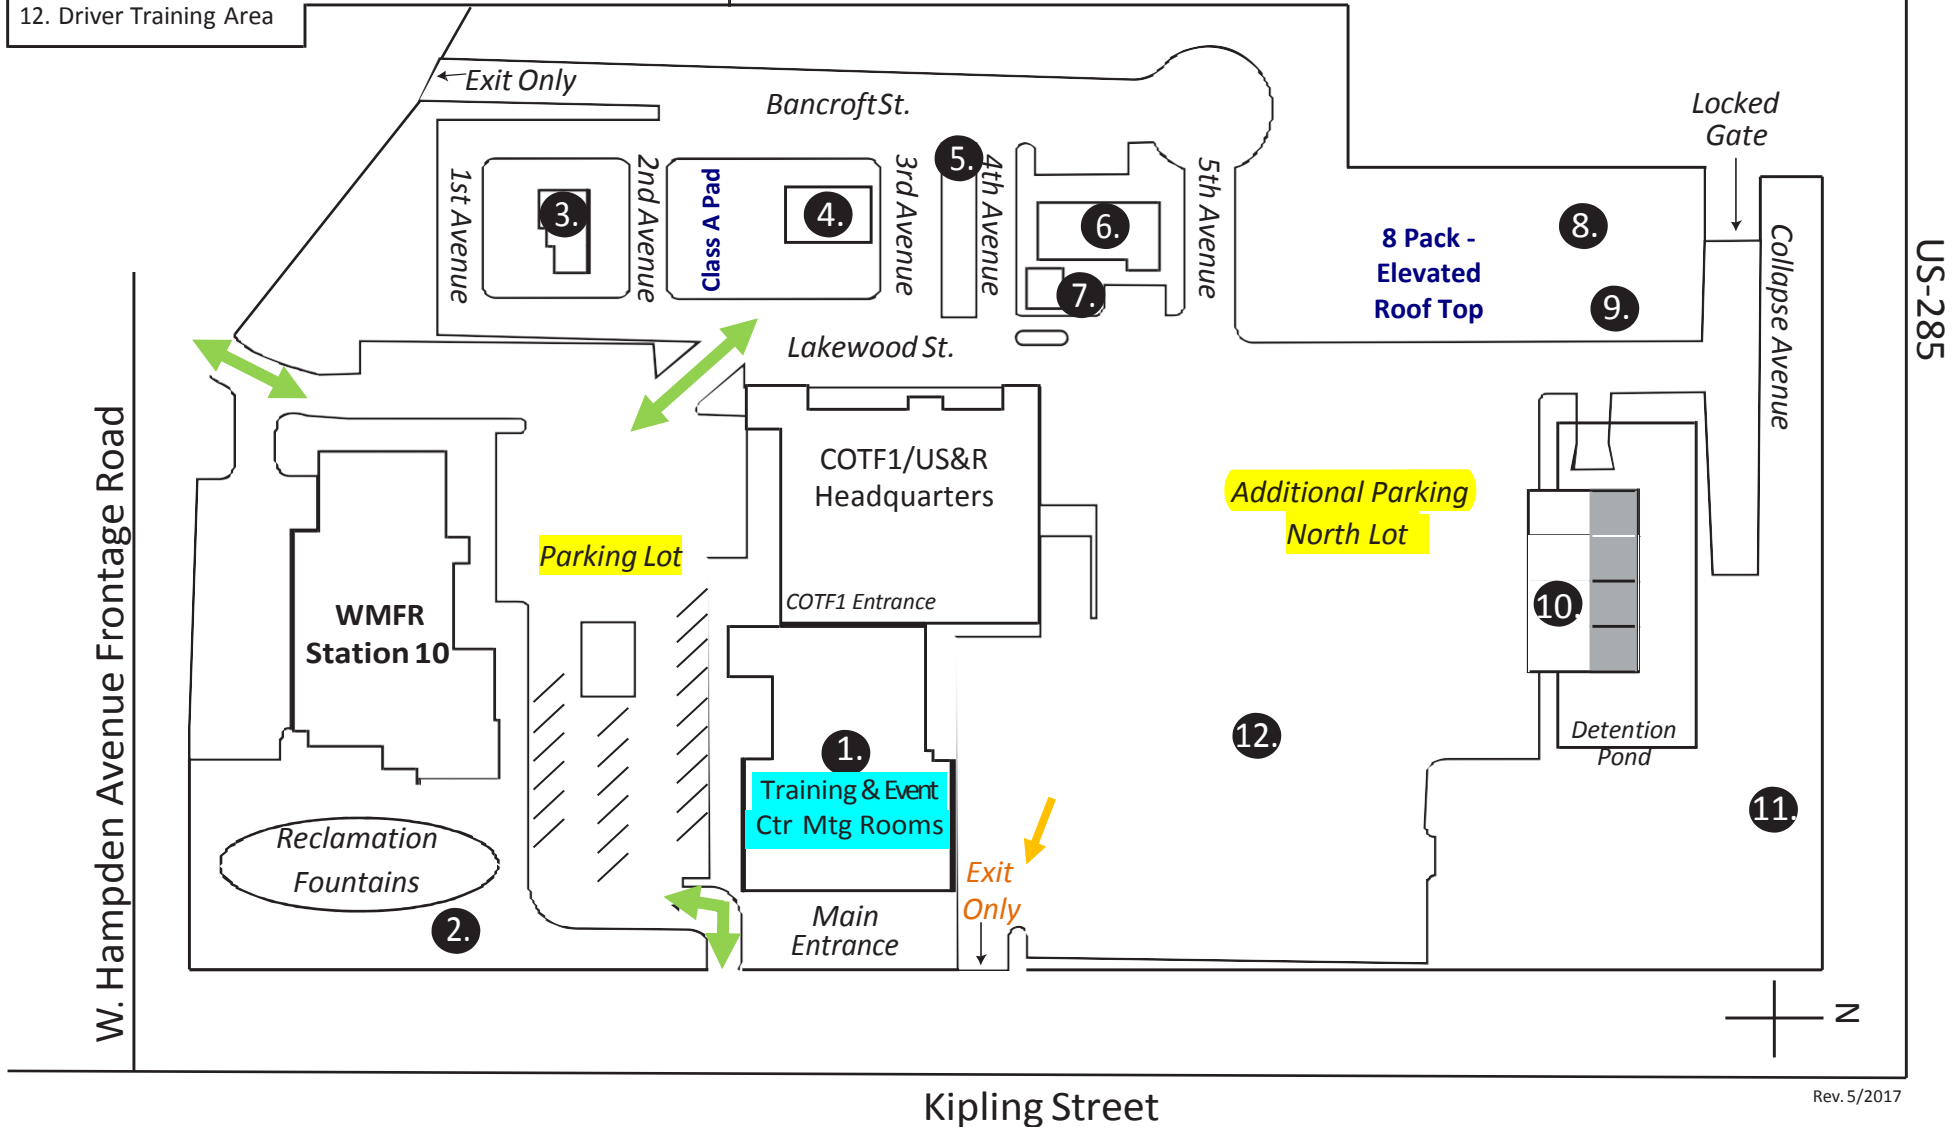 12. Driver Training Area
Exit Only
Bancroft St.
Locked
Gate
1st Avenue
2nd Avenue
3rd Avenue
4th Avenue
5th Avenue
3.
Class A Pad
4.
5.
6.
7.
8 Pack -
Elevated
Roof Top
8.
9.
Collapse Avenue
US-285
Lakewood St.
W. Hampden Avenue Frontage Road
COTF1/US&R
Headquarters
COTF1 Entrance
Additional Parking
North Lot
Parking Lot
WMFR
Station 10
10.
Detention
Pond
11.
12.
1.
Training & Event
Ctr Mtg Rooms
Reclamation
Fountains
2.
Main
Entrance
Exit
Only
N
Kipling Street
Rev. 5/2017